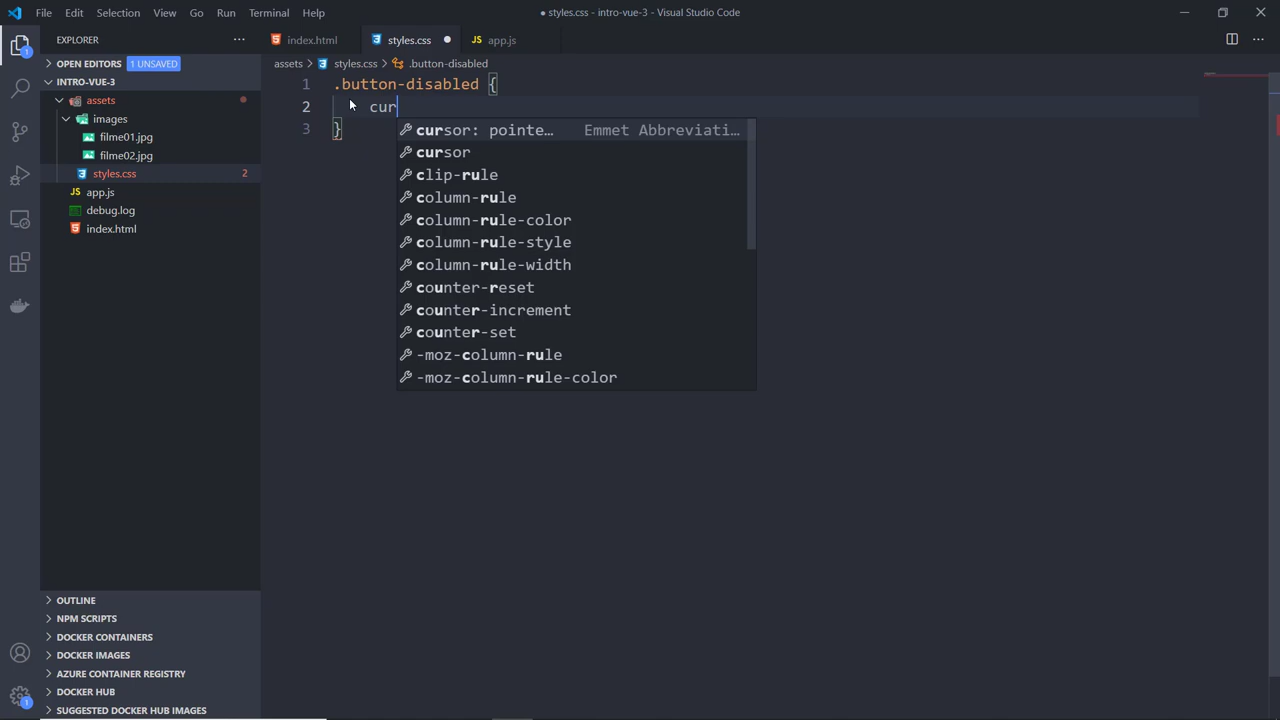 File Edit Selection View Go Run Terminal Help
● styles.css - intro-vue-3 - Visual Studio Code
EXPLORER
index.html
styles.css
JS app.js
OPEN EDITORS 1 UNSAVED
assets > styles.css > .button-disabled
INTRO-VUE-3
assets
images
filme01.jpg
filme02.jpg
styles.css 2
JS app.js
debug.log
index.html
1 .button-disabled {
2 cur
3 }
cursor: pointe… Emmet Abbreviati…
cursor
clip-rule
column-rule
column-rule-color
column-rule-style
column-rule-width
counter-reset
counter-increment
counter-set
-moz-column-rule
-moz-column-rule-color
OUTLINE
NPM SCRIPTS
DOCKER CONTAINERS
DOCKER IMAGES
AZURE CONTAINER REGISTRY
DOCKER HUB
SUGGESTED DOCKER HUB IMAGES
1
1